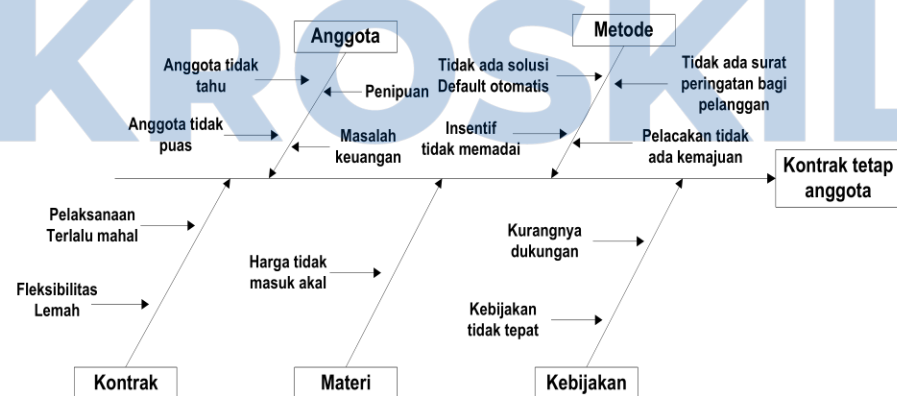 KROSKIL
Anggota
Metode
Anggota tidak
tahu
Penipuan
Anggota tidak
puas
Masalah
keuangan
Tidak ada solusi
Default otomatis
Tidak ada surat
peringatan bagi
pelanggan
Insentif
tidak memadai
Pelacakan tidak
ada kemajuan
Kontrak tetap
anggota
Pelaksanaan
Terlalu mahal
Fleksibilitas
Lemah
Harga tidak
masuk akal
Kurangnya
dukungan
Kebijakan
tidak tepat
Kontrak
Materi
Kebijakan